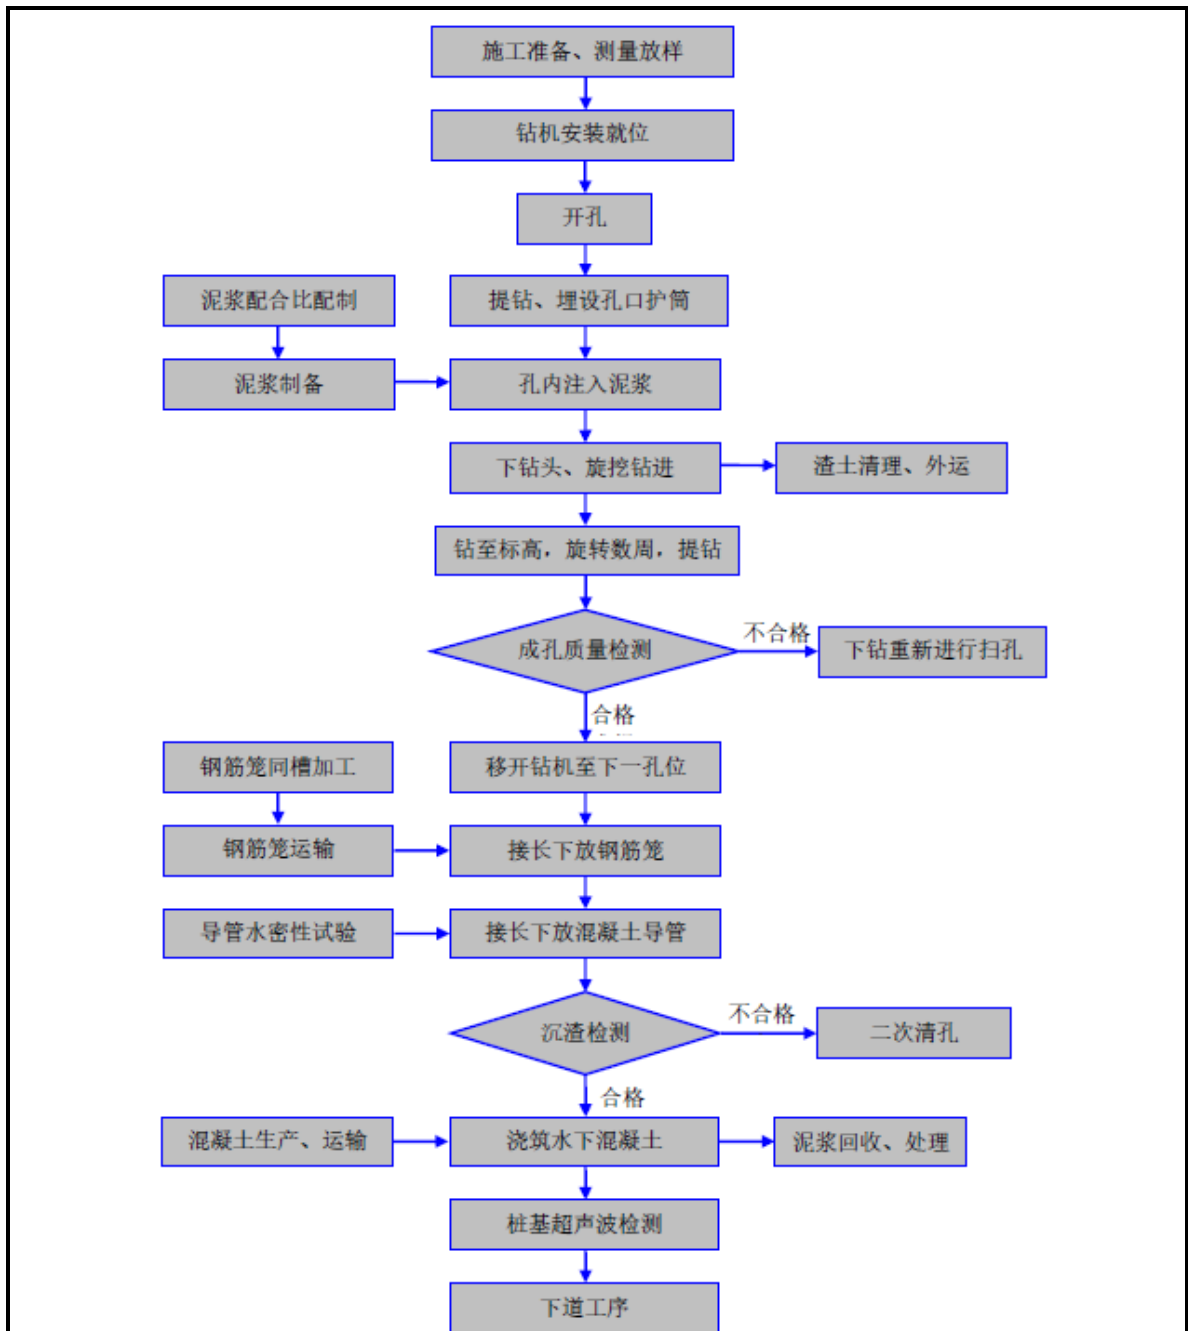 施工准备、测量放样
钻机安装就位
开孔
泥浆配合比配制
提钻、埋设孔口护筒
泥浆制备
孔内注入泥浆
下钻头、旋挖钻进
渣土清理、外运
钻至标高，旋转数周，提钻
成孔质量检测
不合格
下钻重新进行扫孔
合格
钢筋笼同槽加工
移开钻机至下一孔位
钢筋笼运输
接长下放钢筋笼
导管水密性试验
接长下放混凝土导管
沉渣检测
不合格
二次清孔
合格
混凝土生产、运输
浇筑水下混凝土
泥浆回收、处理
桩基超声波检测
下道工序